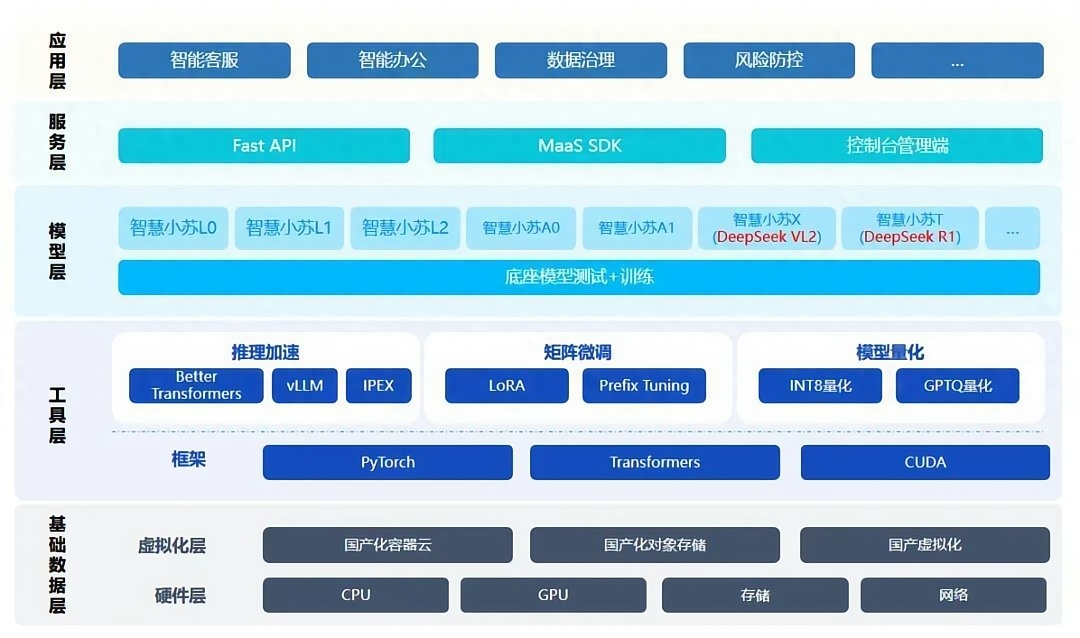 应用层
智能客服
智能办公
数据治理
风险防控
...
服务层
Fast API
MaaS SDK
控制台管理端
模型层
智慧小苏L0
智慧小苏L1
智慧小苏L2
智慧小苏A0
智慧小苏A1
智慧小苏X
(DeepSeek VL2)
智慧小苏T
(DeepSeek R1)
...
底座模型测试+训练
工具层
推理加速
Better
Transformers
vLLM
IPEX
矩阵微调
LoRA
Prefix Tuning
模型量化
INT8量化
GPTQ量化
框架
PyTorch
Transformers
CUDA
基础数据层
虚拟化层
国产化容器云
国产化对象存储
国产虚拟化
硬件层
CPU
GPU
存储
网络